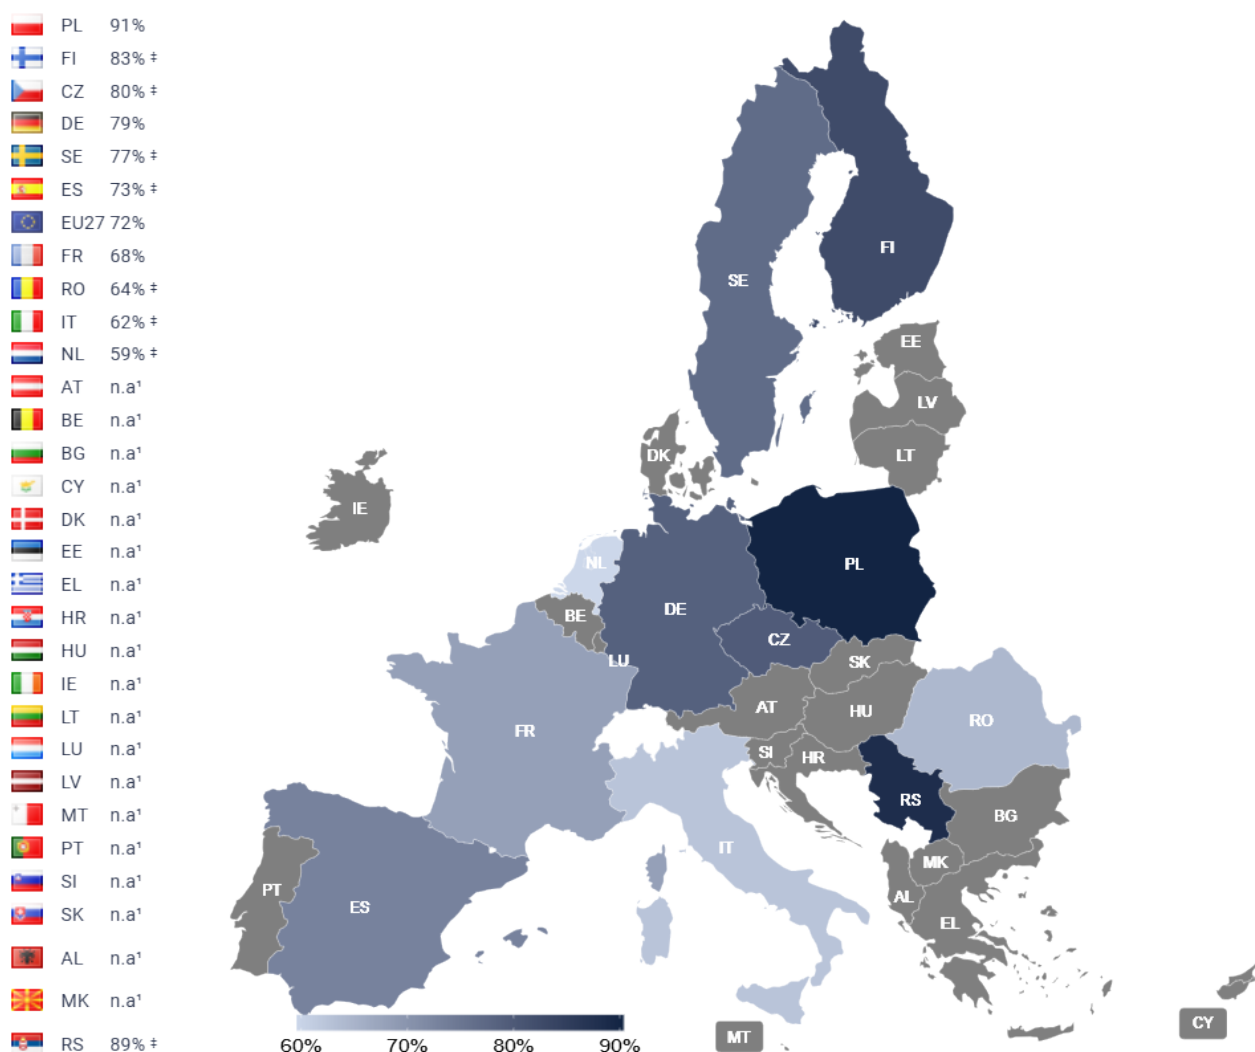 PL 91%
FI 83% ‡
CZ 80% ‡
DE 79%
SE 77% ‡
ES 73% ‡
EU27 72%
FR 68%
RO 64% ‡
IT 62% ‡
NL 59% ‡
AT n.a¹
BE n.a¹
BG n.a¹
CY n.a¹
DK n.a¹
EE n.a¹
EL n.a¹
HR n.a¹
HU n.a¹
IE n.a¹
LT n.a¹
LU n.a¹
LV n.a¹
MT n.a¹
PT n.a¹
SI n.a¹
SK n.a¹
AL n.a¹
MK n.a¹
RS 89% ‡
FI
SE
EE
LV
LT
DK
IE
NL
PL
DE
BE
CZ
LU
SK
AT
HU
FR
RO
SI
HR
RS
BG
IT
MK
PT
AL
ES
EL
CY
MT
60% 70% 80% 90%